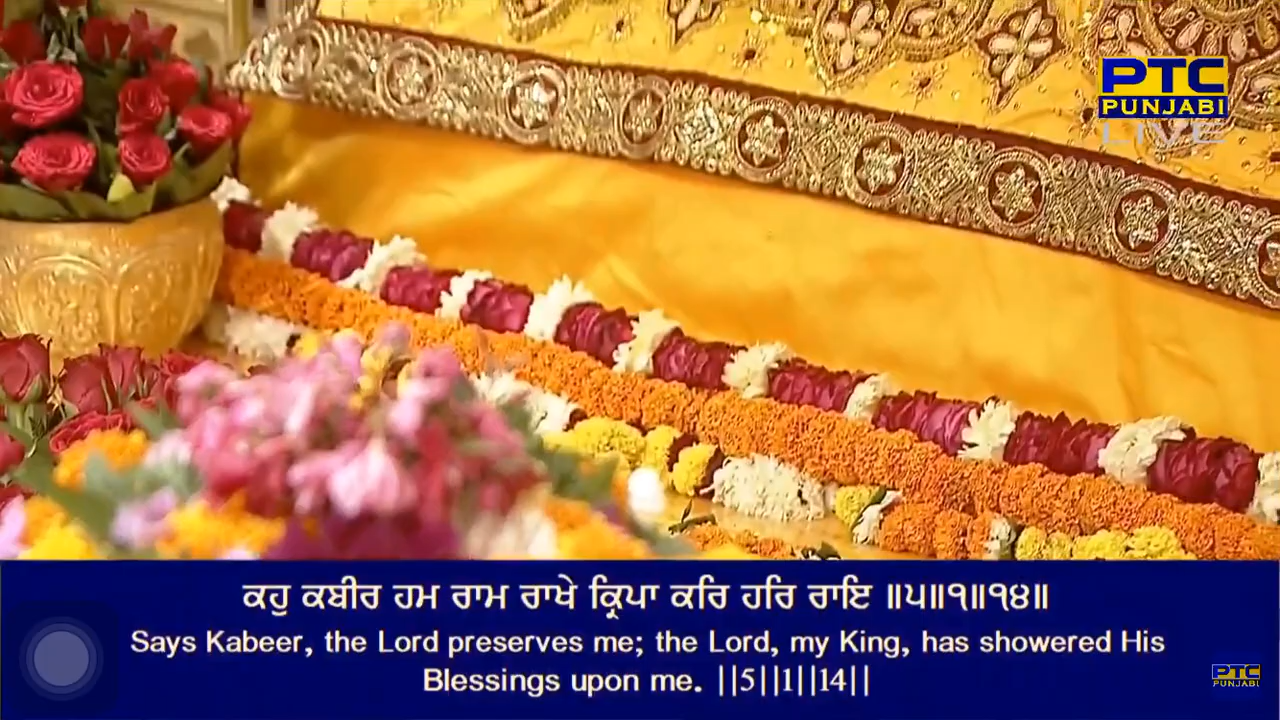 PTC
PUNJABI
LIVE
ਕਹੁ ਕਬੀਰ ਹਮ ਰਾਮ ਰਾਖੇ ਕ੍ਰਿਪਾ ਕਰਿ ਹਰਿ ਰਾਇ ॥੫॥੧॥੧੪॥
Says Kabeer, the Lord preserves me; the Lord, my King, has showered His
Blessings upon me. ||5||1||14||
PTC
PUNJABI